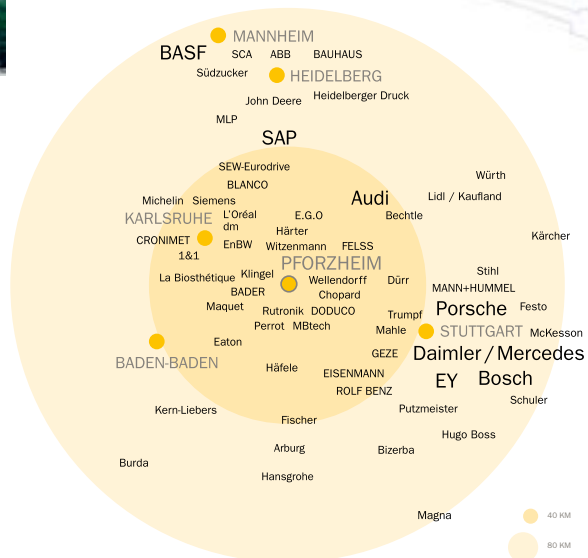 MANNHEIM
BASF
SCA ABB BAUHAUS
Südzucker
HEIDELBERG
John Deere
Heidelberger Druck
MLP
SAP
SEW-Eurodrive
BLANCO
Würth
Michelin Siemens
Audi
Lidl / Kaufland
KARLSRUHE
L'Oréal
dm
E.G.O
Bechtle
CRONIMET
EnBW
Härter
Kärcher
1&1
Witzenmann
FELSS
PFORZHEIM
La Biosthétique
Klingel
Wellendorff
Dürr
Stihl
BADER
Chopard
MANN+HUMMEL
Maquet
Rutronik
DODUCO
Trumpf
Porsche
Festo
Perrot
MBtech
Mahle
STUTTGART
McKesson
Eaton
GEZE
Daimler / Mercedes
BADEN-BADEN
Häfele
EISENMANN
EY
Bosch
ROLF BENZ
Schuler
Kern-Liebers
Putzmeister
Fischer
Hugo Boss
Arburg
Bizerba
Burda
Hansgrohe
Magna
40 KM
80 KM